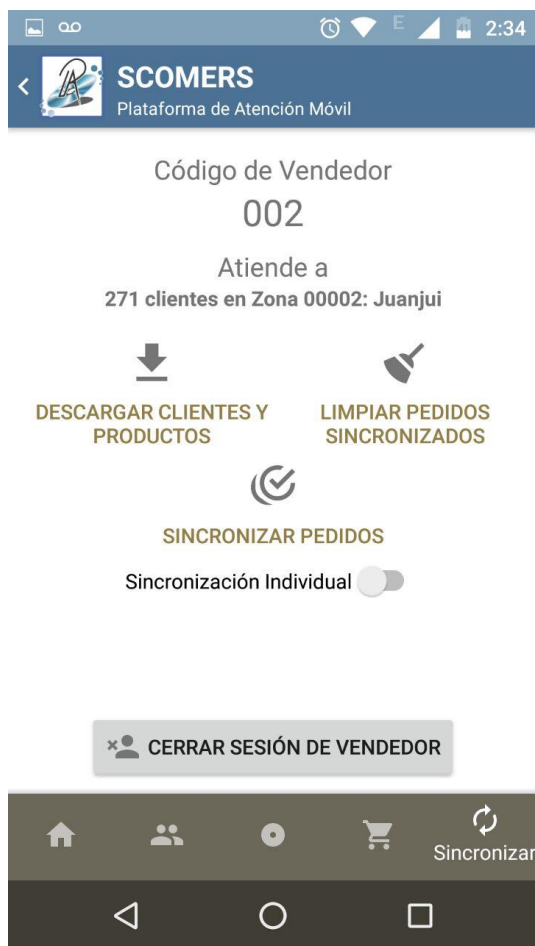 E 41 2:34
SCOMERS
Plataforma de Atención Móvil
Código de Vendedor
002
Atiende a
271 clientes en Zona 00002: Juanjui
DESCARGAR CLIENTES Y
PRODUCTOS
LIMPIAR PEDIDOS
SINCRONIZADOS
SINCRONIZAR PEDIDOS
Sincronización Individual
CERRAR SESIÓN DE VENDEDOR
Sincronizar